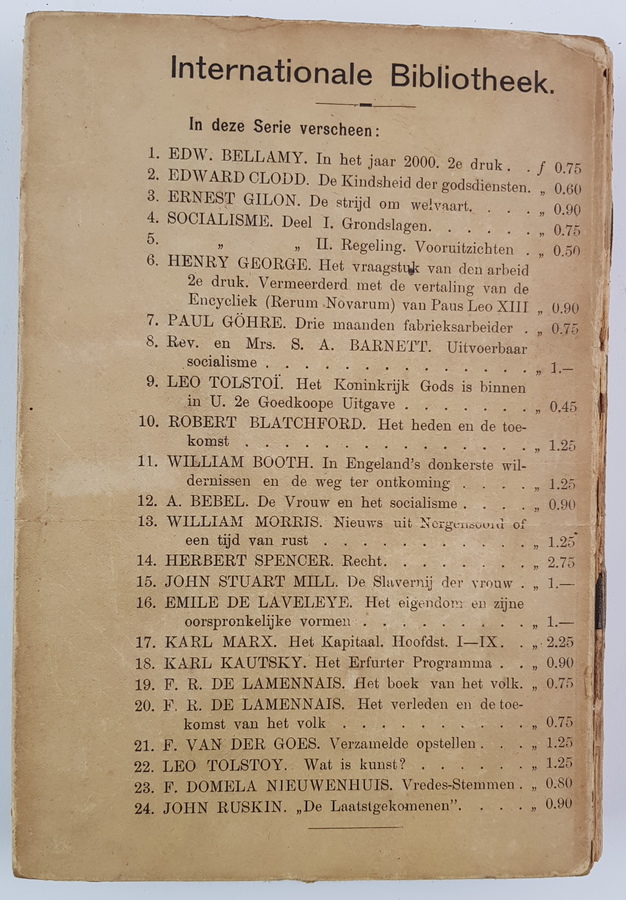 Internationale Bibliotheek.
In deze Serie verscheen:
1. EDW. BELLAMY. In het jaar 2000. 2e druk. . ƒ 0.75
2. EDWARD CLODD. De Kindsheid der godsdiensten. „ 0.60
3. ERNEST GILON. De strijd om welvaart. . . . „ 0.90
4. SOCIALISME. Deel I. Grondslagen. . . . . . „ 0.75
5. „ „ II. Regeling. Vooruitzichten . „ 0.50
6. HENRY GEORGE. Het vraagstuk van den arbeid
2e druk. Vermeerderd met de vertaling van de
Encycliek (Rerum Novarum) van Paus Leo XIII „ 0.90
7. PAUL GÖHRE. Drie maanden fabrieksarbeider . „ 0.75
8. Rev. en Mrs. S. A. BARNETT. Uitvoerbaar
socialisme . . . . . . . . . . . . . . „ 1.—
9. LEO TOLSTOÏ. Het Koninkrijk Gods is binnen
in U. 2e Goedkoope Uitgave . . . . . . . „ 0.45
10. ROBERT BLATCHFORD. Het heden en de toe-
komst . . . . . . . . . . . . . . . „ 1.25
11. WILLIAM BOOTH. In Engeland's donkerste wil-
dernissen en de weg ter ontkoming . . . . „ 1.25
12. A. BEBEL. De Vrouw en het socialisme . . . . „ 0.90
13. WILLIAM MORRIS. Nieuws uit Nergensoord of
een tijd van rust . . . . . . . . . . . „ 1.25
14. HERBERT SPENCER. Recht. . . . . . . . „ 2.75
15. JOHN STUART MILL. De Slavernij der vrouw . „ 1.—
16. EMILE DE LAVELEYE. Het eigendom en zijne
oorspronkelijke vormen . . . . . . . . . „ 1.—
17. KARL MARX. Het Kapitaal. Hoofdst. I—IX. . „ 2.25
18. KARL KAUTSKY. Het Erfurter Programma . . „ 0.90
19. F. R. DE LAMENNAIS. Het boek van het volk. „ 0.75
20. F. R. DE LAMENNAIS. Het verleden en de toe-
komst van het volk . . . . . . . . . . „ 0.75
21. F. VAN DER GOES. Verzamelde opstellen . . . „ 1.25
22. LEO TOLSTOY. Wat is kunst? . . . . . . „ 1.25
23. F. DOMELA NIEUWENHUIS. Vredes-Stemmen . „ 0.80
24. JOHN RUSKIN. „De Laatstgekomenen”. . . . . „ 0.90